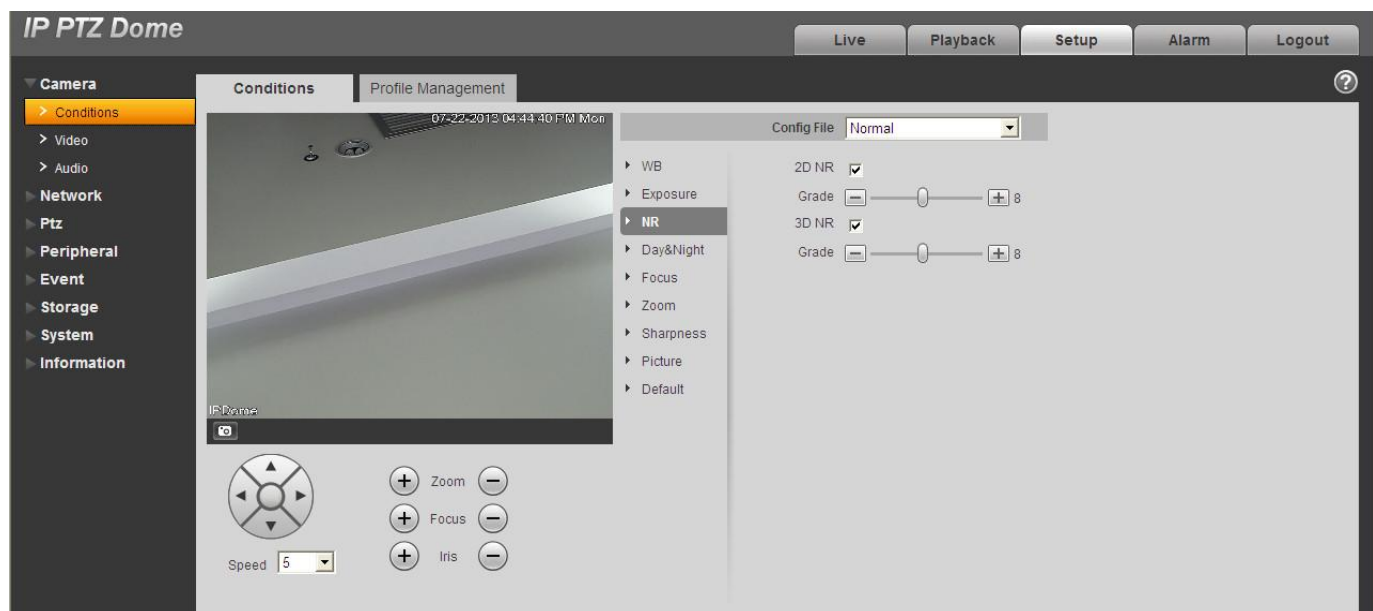 IP PTZ Dome
Live Playback Setup Alarm Logout
Camera
Conditions
Video
Audio
Network
Ptz
Peripheral
Event
Storage
System
Information
Conditions Profile Management
?
07-22-2013 04:44:40 PM Mon
IP Dome
Speed 5
+ Zoom −
+ Focus −
+ Iris −
WB
Exposure
NR
Day&Night
Focus
Zoom
Sharpness
Picture
Default
Config File Normal
2D NR
Grade − + 8
3D NR
Grade − + 8